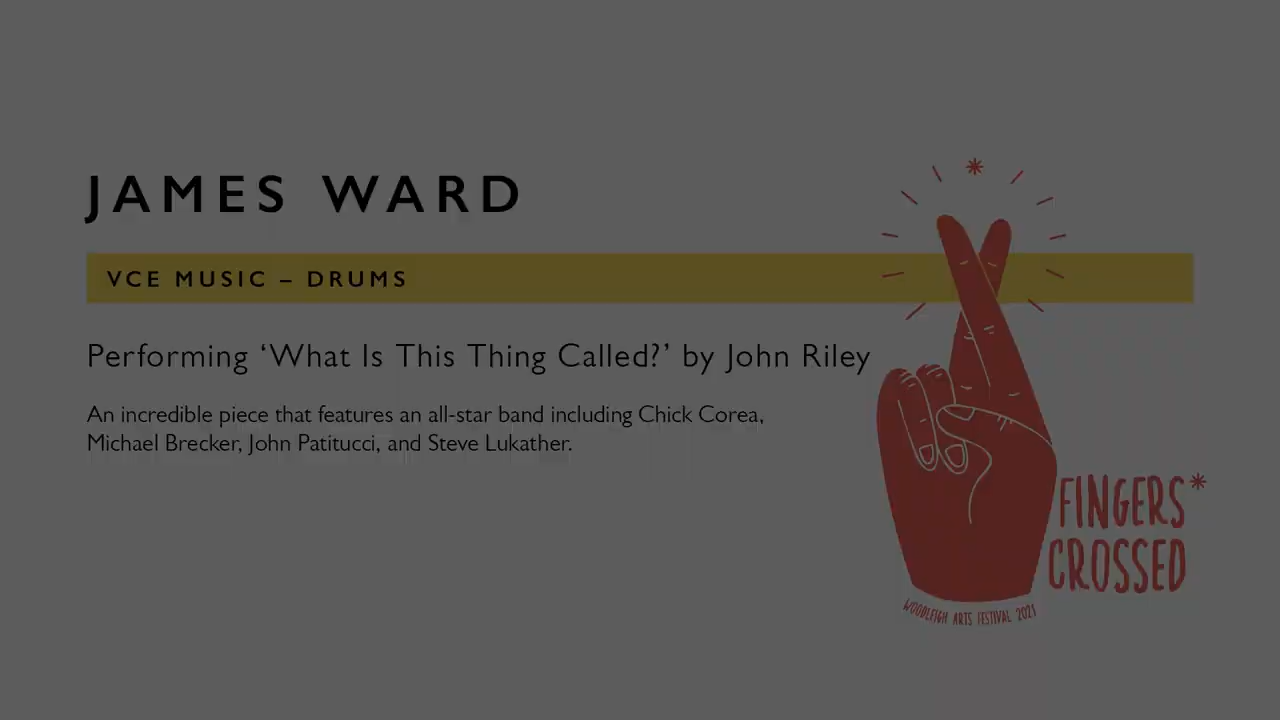 JAMES WARD
VCE MUSIC – DRUMS
Performing ‘What Is This Thing Called?’ by John Riley
An incredible piece that features an all-star band including Chick Corea,
Michael Brecker, John Patitucci, and Steve Lukather.
FINGERS*
CROSSED
WOODLEIGH ARTS FESTIVAL 2021